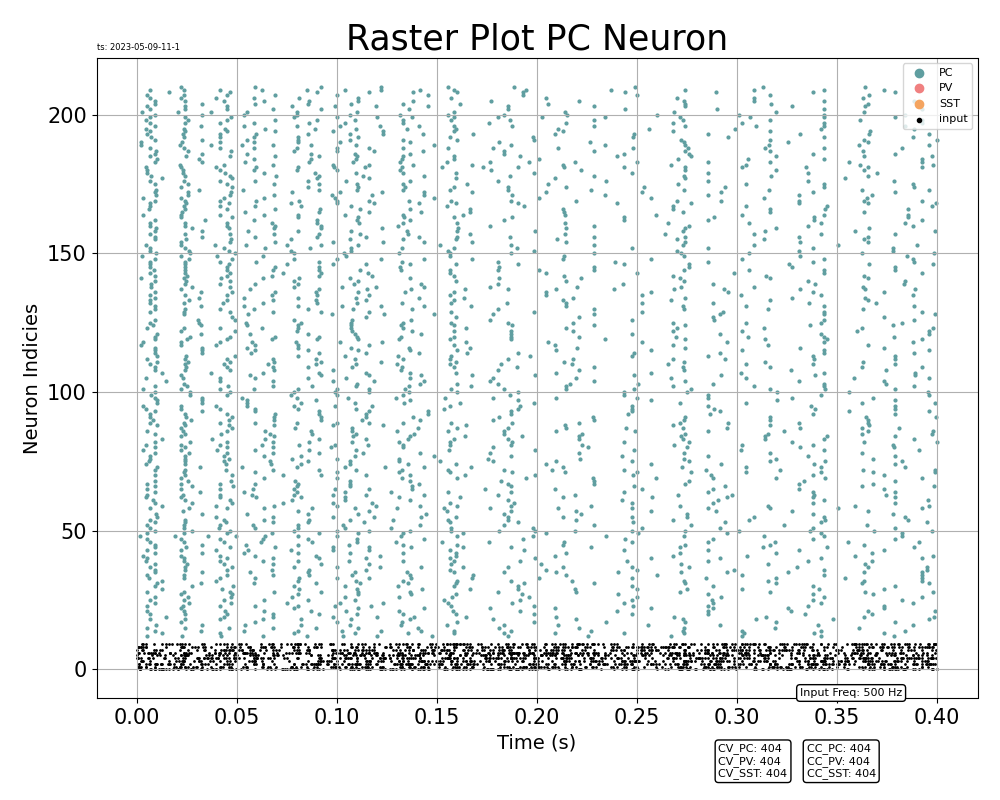 Raster Plot PC Neuron
ts: 2023-05-09-11-1
PC
PV
SST
input
Neuron Indicies
200
150
100
50
0
Input Freq: 500 Hz
0.00 0.05 0.10 0.15 0.20 0.25 0.30 0.35 0.40
Time (s)
CV_PC: 404
CV_PV: 404
CV_SST: 404
CC_PC: 404
CC_PV: 404
CC_SST: 404